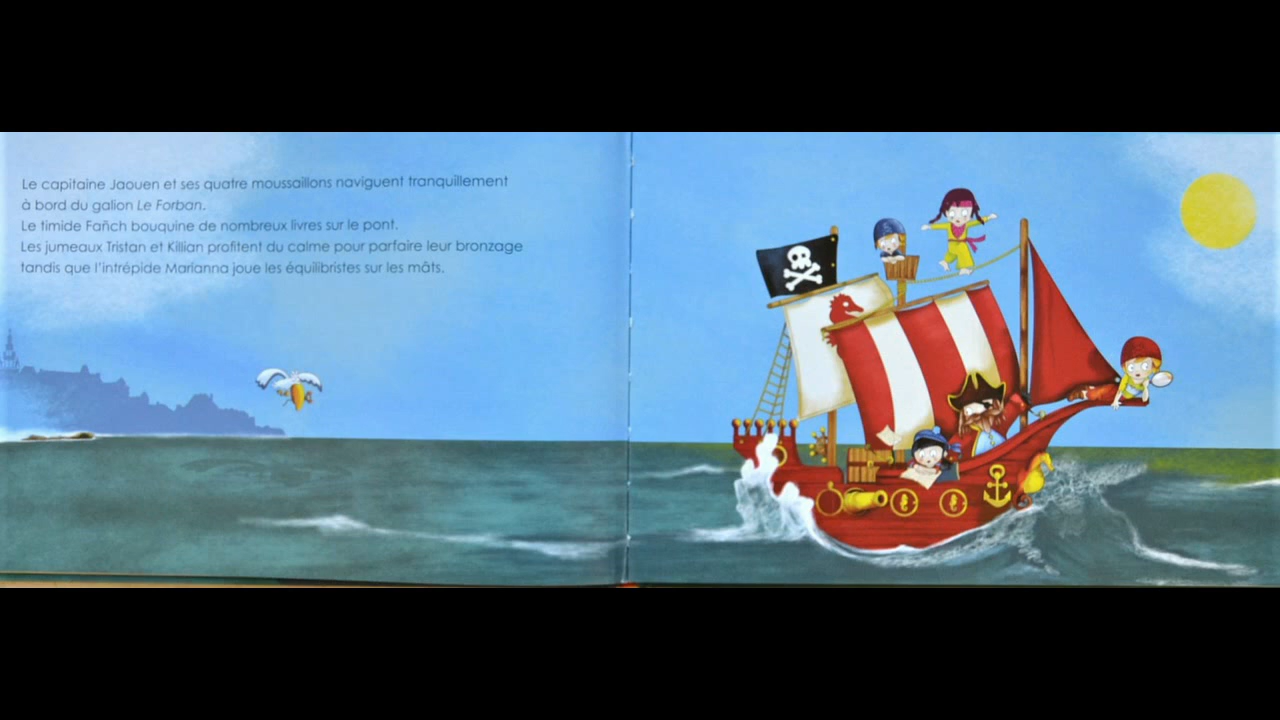 Le capitaine Jaouen et ses quatre moussaillons naviguent tranquillement
à bord du galion Le Forban.
Le timide Fañch bouquine de nombreux livres sur le pont.
Les jumeaux Tristan et Killian profitent du calme pour parfaire leur bronzage
tandis que l'intrépide Marianna joue les équilibristes sur les mâts.